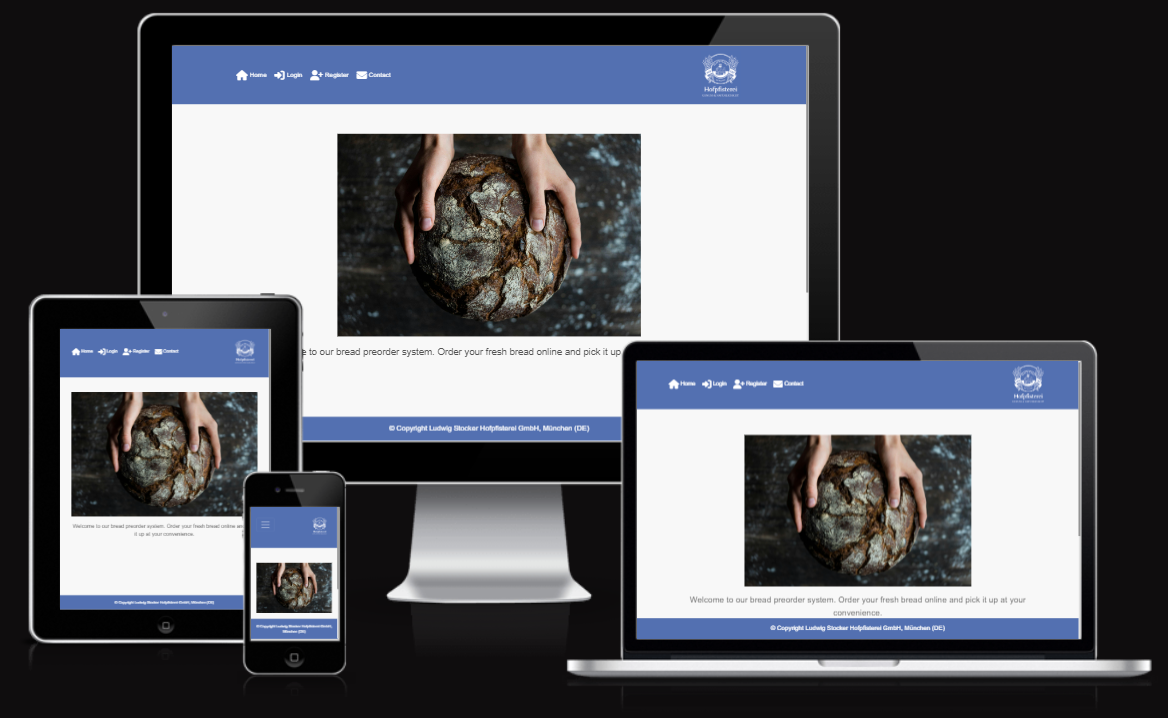 Home Login Register Contact
Hofpfisterei
to our bread preorder system. Order your fresh bread online and pick it up
© Copyright Ludwig Stocker Hofpfisterei GmbH, München (DE)
Home Login Register Contact
Welcome to our bread preorder system. Order your fresh bread online
it up at your convenience.
© Copyright Ludwig Stocker Hofpfisterei GmbH, München (DE)
© Copyright Ludwig Stocker Hofpfisterei GmbH,
München (DE)
Home Login Register Contact
Hofpfisterei
Welcome to our bread preorder system. Order your fresh bread online and pick it up at your
convenience.
© Copyright Ludwig Stocker Hofpfisterei GmbH, München (DE)